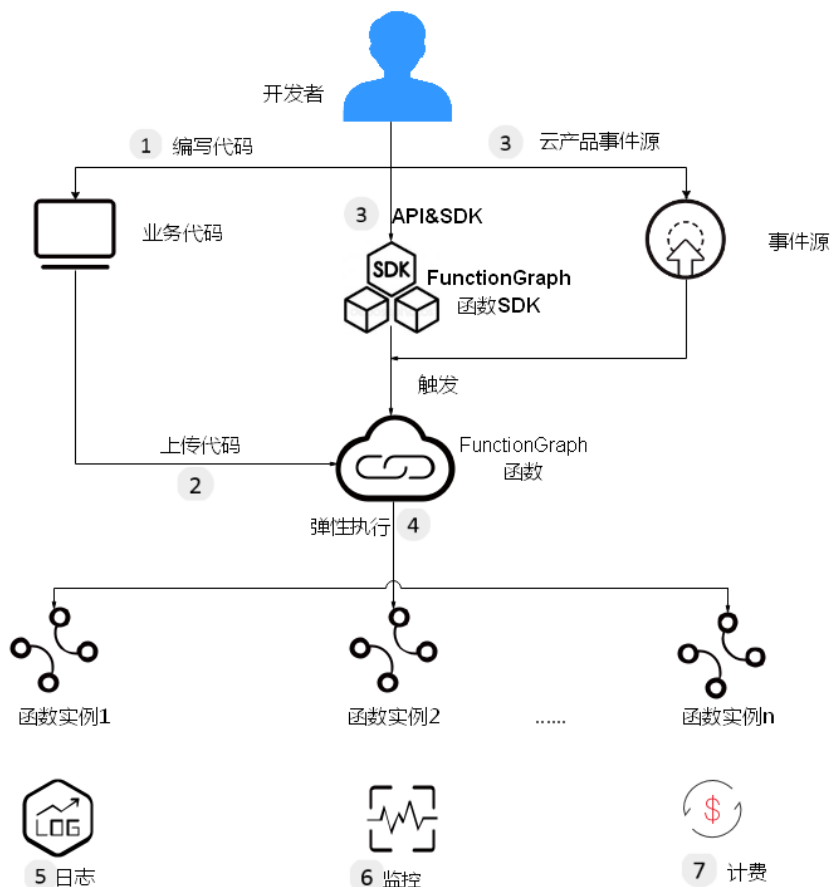 开发者
1 编写代码
3 云产品事件源
业务代码
3 API&SDK
事件源
SDK
FunctionGraph
函数SDK
触发
上传代码
2
FunctionGraph
函数
弹性执行 4
函数实例1
函数实例2
......
函数实例n
LOG
$
5 日志
6 监控
7 计费